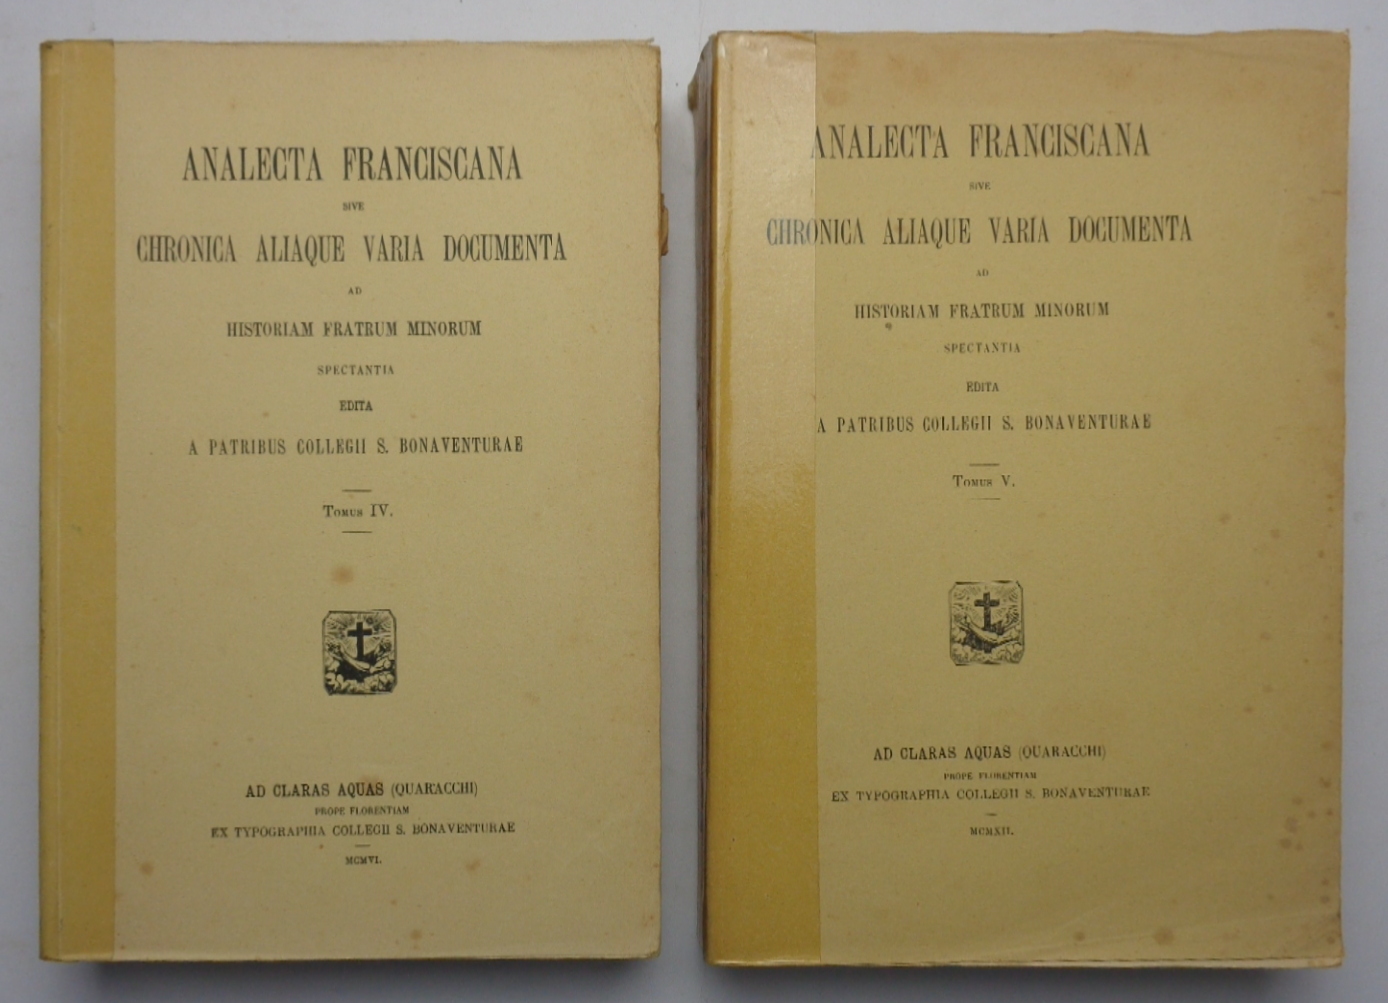 ANALECTA FRANCISCANA
SIVE
CHRONICA ALIAQUE VARIA DOCUMENTA
AD
HISTORIAM FRATRUM MINORUM
SPECTANTIA
EDITA
A PATRIBUS COLLEGII S. BONAVENTURAE
TOMUS IV.
AD CLARAS AQUAS (QUARACCHI)
PROPE FLORENTIAM
EX TYPOGRAPHIA COLLEGII S. BONAVENTURAE
MCMVI.
ANALECTA FRANCISCANA
SIVE
CHRONICA ALIAQUE VARIA DOCUMENTA
AD
HISTORIAM FRATRUM MINORUM
SPECTANTIA
EDITA
A PATRIBUS COLLEGII S. BONAVENTURAE
TOMUS V.
AD CLARAS AQUAS (QUARACCHI)
PROPE FLORENTIAM
EX TYPOGRAPHIA COLLEGII S. BONAVENTURAE
MCMXII.